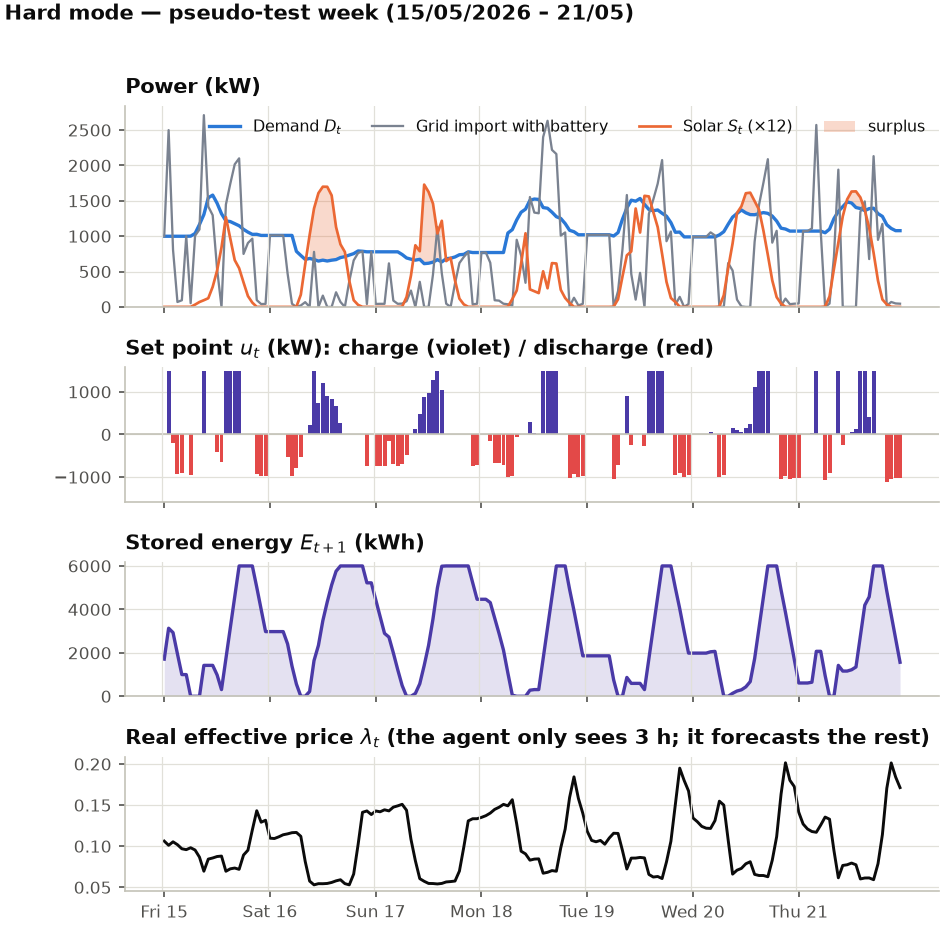 Hard mode — pseudo-test week (15/05/2026 – 21/05)
Power (kW)
Demand D_t Grid import with battery Solar S_t (×12) surplus
2500
2000
1500
1000
500
0
Set point u_t (kW): charge (violet) / discharge (red)
1000
0
−1000
Stored energy E_{t+1} (kWh)
6000
4000
2000
0
Real effective price λ_t (the agent only sees 3 h; it forecasts the rest)
0.20
0.15
0.10
0.05
Fri 15 Sat 16 Sun 17 Mon 18 Tue 19 Wed 20 Thu 21